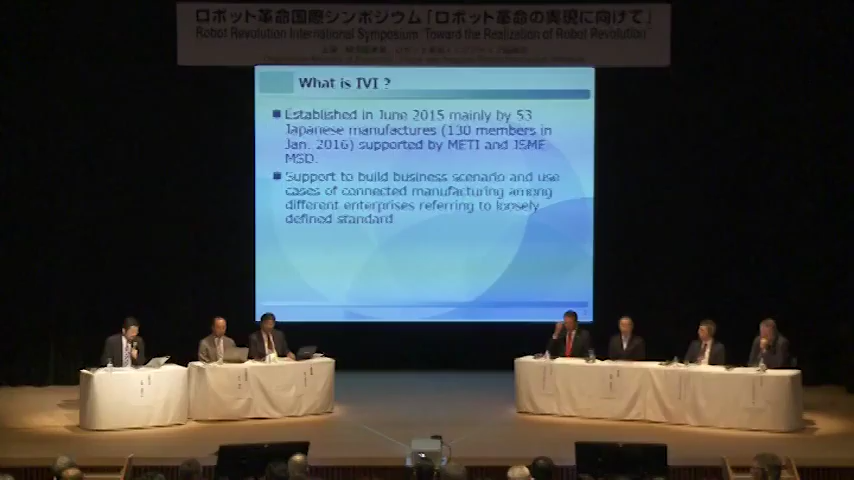 ロボット革命国際シンポジウム「ロボット革命の実現に向けて」
Robot Revolution International Symposium "Toward the Realization of Robot Revolution"
What is IVI ?
Established in June 2015 mainly by 53
Japanese manufactures (130 members in
Jan. 2016) supported by METI and JSME
MSD.
Support to build business scenario and use
cases of connected manufacturing among
different enterprises referring to loosely
defined standard